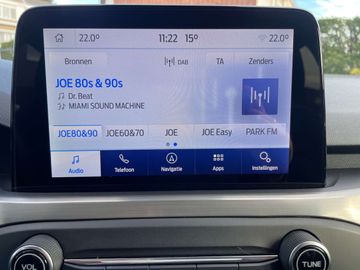 22.0° 11:22 15° 22.0°
Bronnen DAB TA Zenders
JOE 80s & 90s
Dr. Beat
MIAMI SOUND MACHINE
JOE80&90 JOE60&70 JOE JOE Easy PARK FM
Audio Telefoon Navigatie Apps Instellingen
VOL TUNE